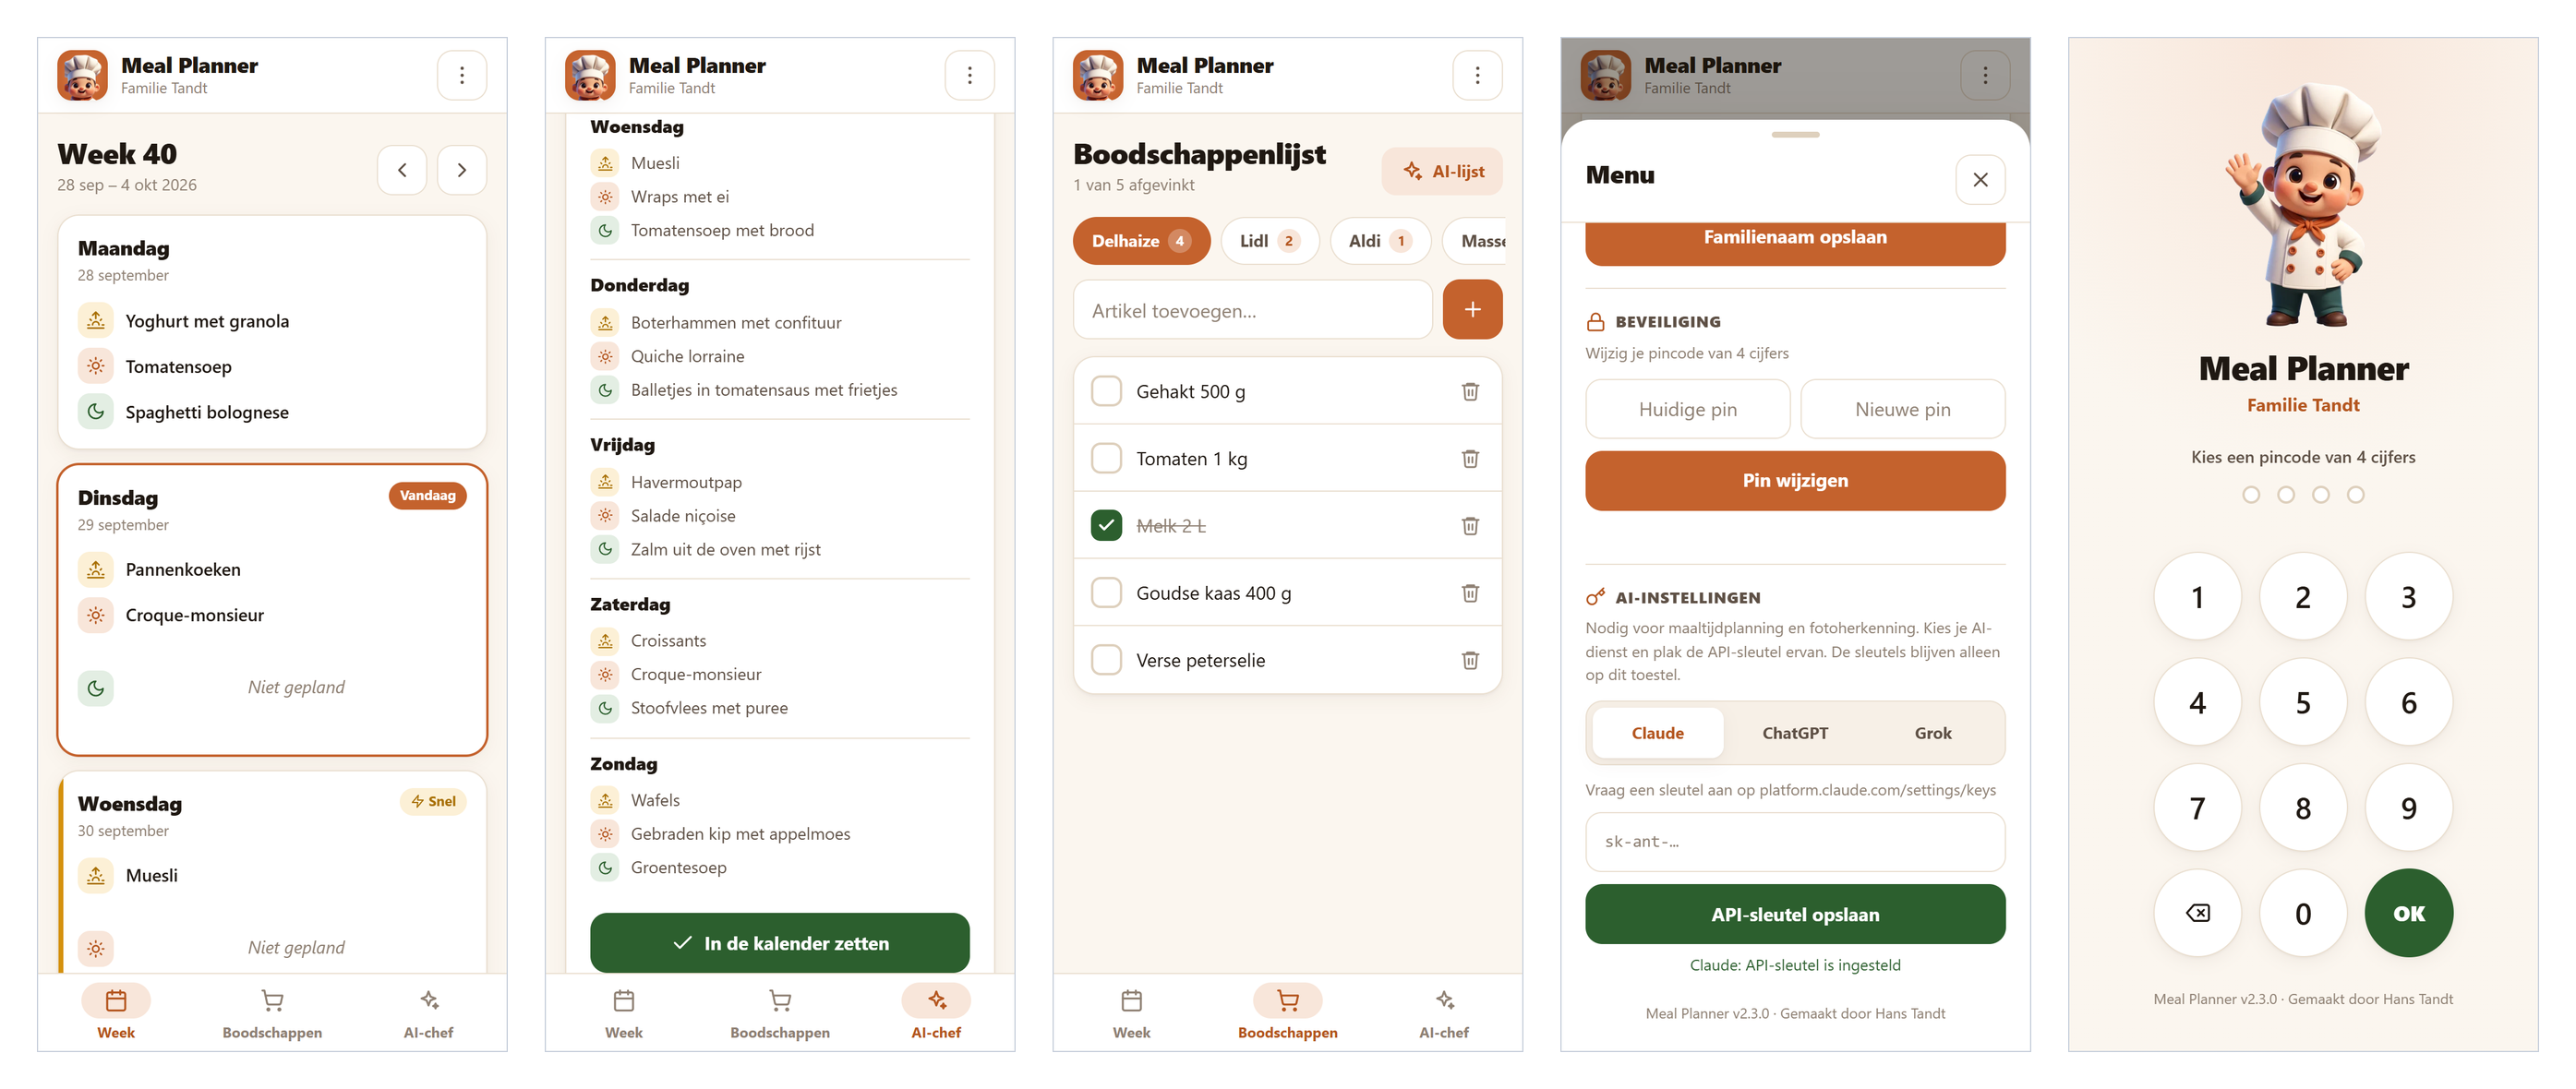 Meal Planner
Familie Tandt
Week 40
28 sep – 4 okt 2026
Maandag
28 september
Yoghurt met granola
Tomatensoep
Spaghetti bolognese
Dinsdag
Vandaag
29 september
Pannenkoeken
Croque-monsieur
Niet gepland
Woensdag
Snel
30 september
Muesli
Niet gepland
Week
Boodschappen
AI-chef
Meal Planner
Familie Tandt
Woensdag
Muesli
Wraps met ei
Tomatensoep met brood
Donderdag
Boterhammen met confituur
Quiche lorraine
Balletjes in tomatensaus met frietjes
Vrijdag
Havermoutpap
Salade niçoise
Zalm uit de oven met rijst
Zaterdag
Croissants
Croque-monsieur
Stoofvlees met puree
Zondag
Wafels
Gebraden kip met appelmoes
Groentesoep
In de kalender zetten
Week
Boodschappen
AI-chef
Meal Planner
Familie Tandt
Boodschappenlijst
1 van 5 afgevinkt
AI-lijst
Delhaize 4
Lidl 2
Aldi 1
Masse
Artikel toevoegen...
Gehakt 500 g
Tomaten 1 kg
Melk 2 L
Goudse kaas 400 g
Verse peterselie
Week
Boodschappen
AI-chef
Meal Planner
Familie Tandt
Menu
Familienaam opslaan
BEVEILIGING
Wijzig je pincode van 4 cijfers
Huidige pin
Nieuwe pin
Pin wijzigen
AI-INSTELLINGEN
Nodig voor maaltijdplanning en fotoherkenning. Kies je AI-
dienst en plak de API-sleutel ervan. De sleutels blijven alleen
op dit toestel.
Claude
ChatGPT
Grok
Vraag een sleutel aan op platform.claude.com/settings/keys
sk-ant-…
API-sleutel opslaan
Claude: API-sleutel is ingesteld
Meal Planner v2.3.0 · Gemaakt door Hans Tandt
Meal Planner
Familie Tandt
Kies een pincode van 4 cijfers
1
2
3
4
5
6
7
8
9
0
OK
Meal Planner v2.3.0 · Gemaakt door Hans Tandt